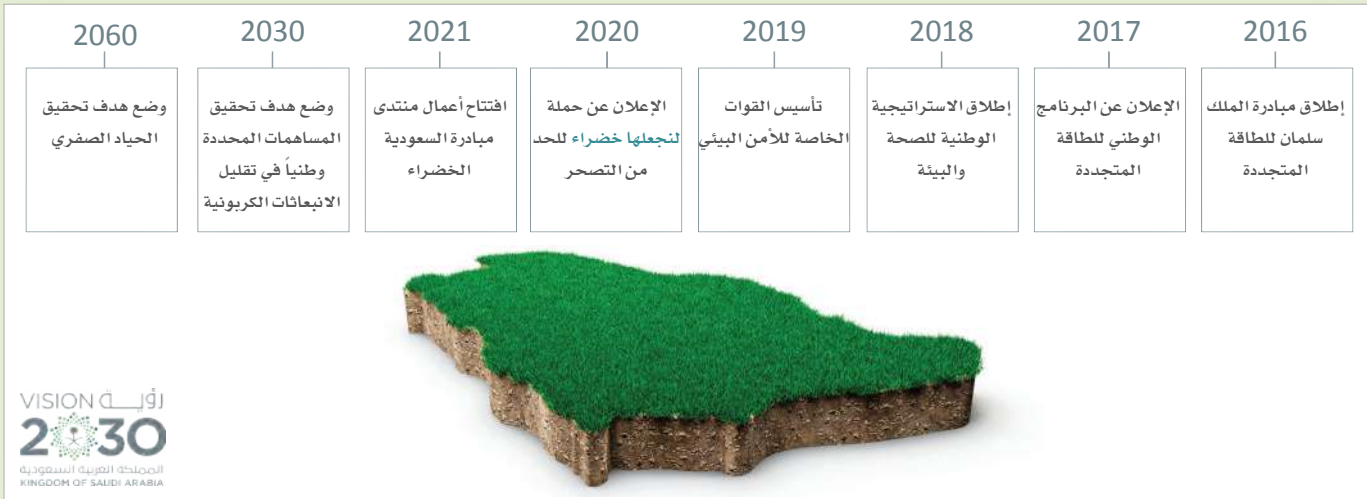 2016
إطلاق مبادرة الملك
سلمان للطاقة
المتجددة
2017
الإعلان عن البرنامج
الوطني للطاقة
المتجددة
2018
إطلاق الاستراتيجية
الوطنية للصحة
والبيئة
2019
تأسيس القوات
الخاصة للأمن البيئي
2020
الإعلان عن حملة
لنجعلها خضراء للحد
من التصحر
2021
افتتاح أعمال منتدى
مبادرة السعودية
الخضراء
2030
وضع هدف تحقيق
المساهمات المحددة
وطنياً في تقليل
الانبعاثات الكربونية
2060
وضع هدف تحقيق
الحياد الصفري
VISION رؤيــة
2030
المملكة العربية السعودية
KINGDOM OF SAUDI ARABIA